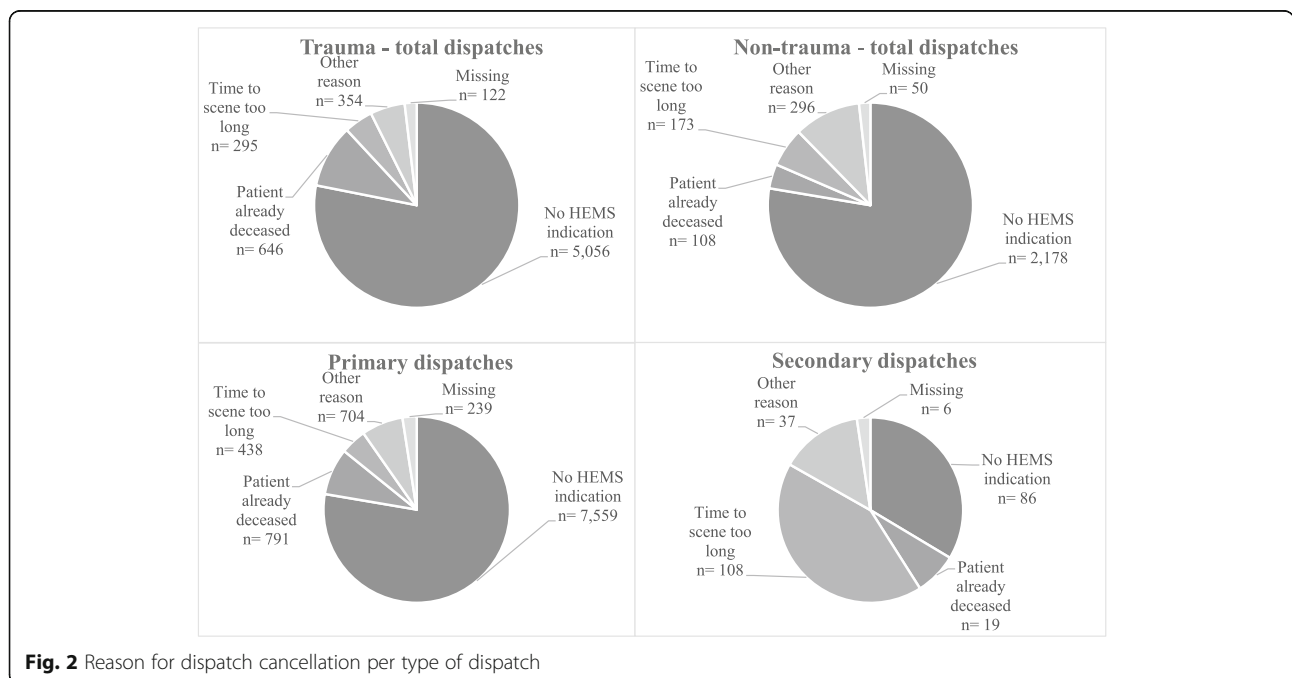 Trauma - total dispatches
Other
reason
n= 354
Missing
n= 122
Time to
scene too
long
n= 295
Patient
already
deceased
n= 646
No HEMS
indication
n= 5,056
Non-trauma - total dispatches
Time to
scene too
long
n= 173
Other
reason
n= 296
Missing
n= 50
Patient
already
deceased
n= 108
No HEMS
indication
n= 2,178
Primary dispatches
Time to
scene too
long
n= 438
Other
reason
n= 704
Missing
n= 239
Patient
already
deceased
n= 791
No HEMS
indication
n= 7,559
Secondary dispatches
Other
reason
n= 37
Missing
n= 6
No HEMS
indication
n= 86
Time to
scene too
long
n= 108
Patient
already
deceased
n= 19
Fig. 2 Reason for dispatch cancellation per type of dispatch